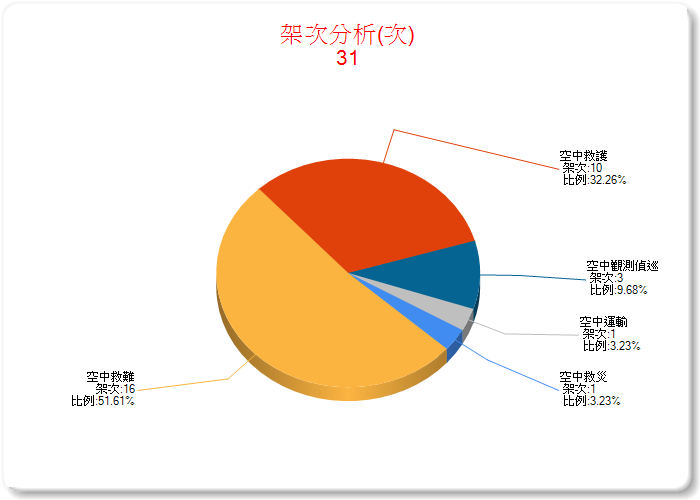 架次分析(次)
31
空中救護
架次:10
比例:32.26%
空中觀測偵巡
架次:3
比例:9.68%
空中運輸
架次:1
比例:3.23%
空中救災
架次:1
比例:3.23%
空中救難
架次:16
比例:51.61%